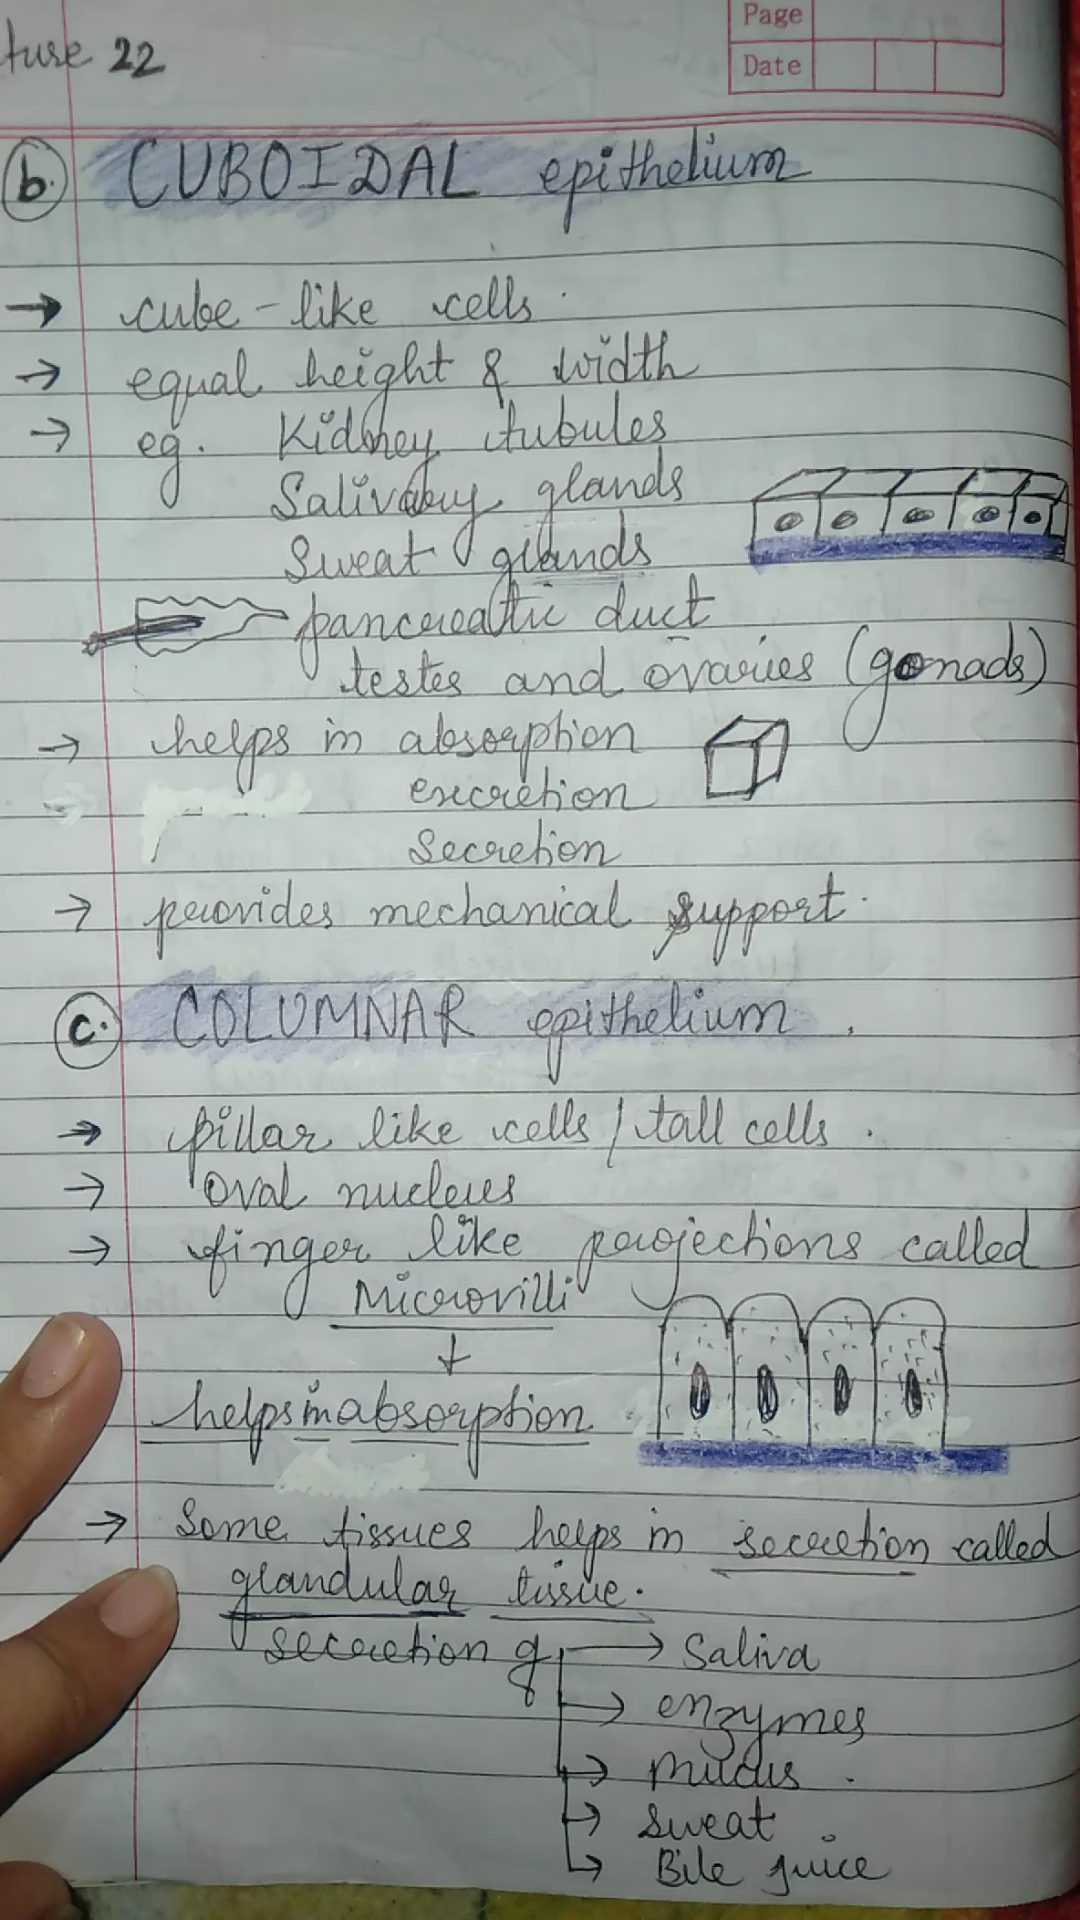 ture 22
Page
Date
b. CUBOIDAL epithelium
→ cube-like cells.
→ equal height & width
→ eg. Kidney tubules
Salivary glands
Sweat glands
pancreatic duct
testes and ovaries (gonads)
→ helps in absorption
excretion
Secretion
→ provides mechanical support.
c. COLUMNAR epithelium.
→ pillar like cells / tall cells.
→ Oval nucleus
→ finger like projections called
Microvilli
↓
helps in absorption
→ Some tissues helps in secretion called
glandular tissue.
secretion of → Saliva
→ enzymes
→ Mucus.
→ Sweat
→ Bile juice